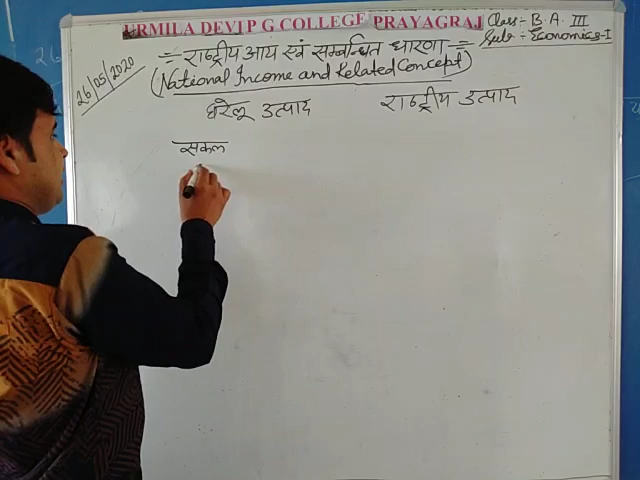 URMILA DEVI P G COLLEGE PRAYAGRAJ
Class:- B.A. III
Sub:- Economics-I
26/05/2020
= राष्ट्रीय आय एवं सम्बन्धित धारणा =
(National Income and Related Concept)
घरेलू उत्पाद राष्ट्रीय उत्पाद
सकल